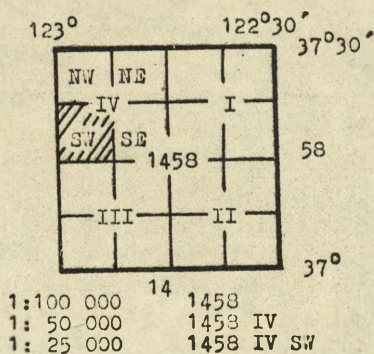 123° 122°30′
37°30′
NW NE
IV I
SW SE
1458 58
III II
37°
14
1:100 000 1458
1: 50 000 1458 IV
1: 25 000 1458 IV SW